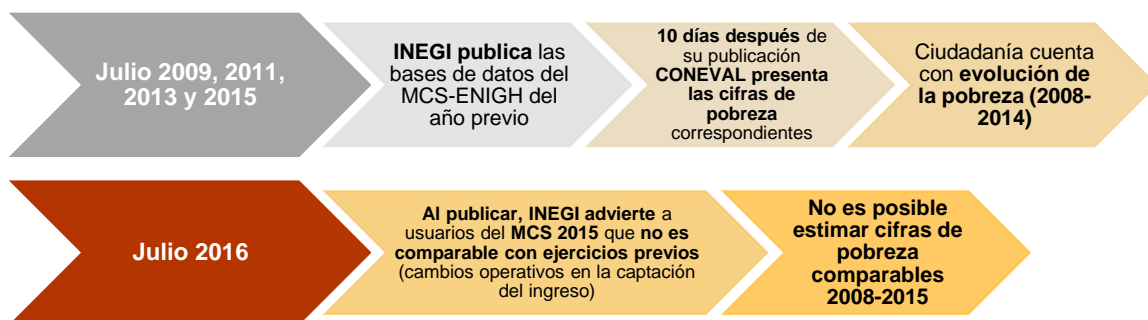 Julio 2009, 2011,
2013 y 2015
INEGI publica las
bases de datos del
MCS-ENIGH del
año previo
10 días después de
su publicación
CONEVAL presenta
las cifras de
pobreza
correspondientes
Ciudadanía cuenta
con evolución de
la pobreza (2008-
2014)
Julio 2016
Al publicar, INEGI advierte a
usuarios del MCS 2015 que no es
comparable con ejercicios previos
(cambios operativos en la captación
del ingreso)
No es posible
estimar cifras de
pobreza
comparables
2008-2015